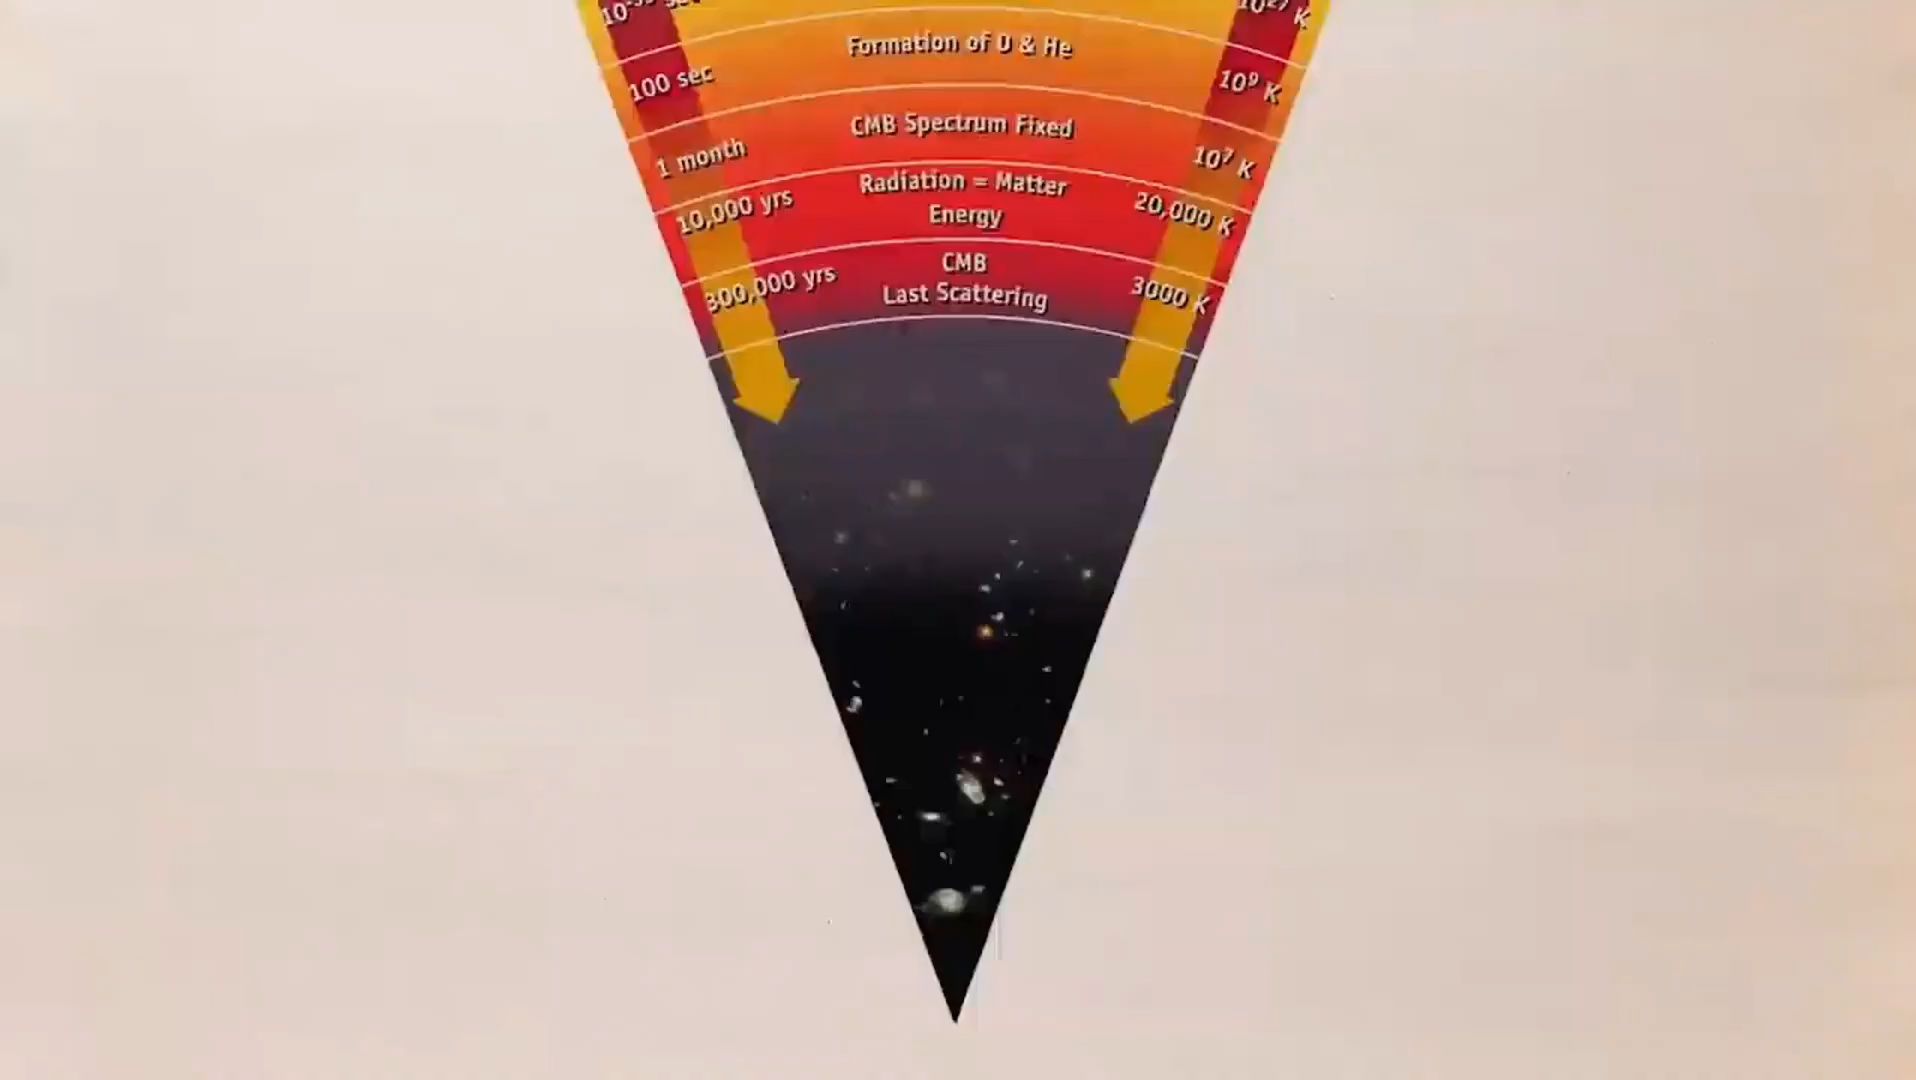 Formation of D & He
100 sec
10⁹ K
CMB Spectrum Fixed
1 month
10⁷ K
Radiation = Matter
Energy
10,000 yrs
20,000 K
CMB
Last Scattering
300,000 yrs
3000 K